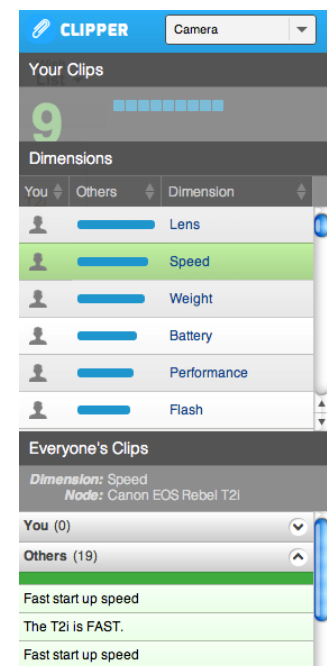 CLIPPER Camera
Your Clips
9
Dimensions
You Others Dimension
Lens
Speed
Weight
Battery
Performance
Flash
Everyone's Clips
Dimension: Speed
Node: Canon EOS Rebel T2i
You (0)
Others (19)
Fast start up speed
The T2i is FAST.
Fast start up speed